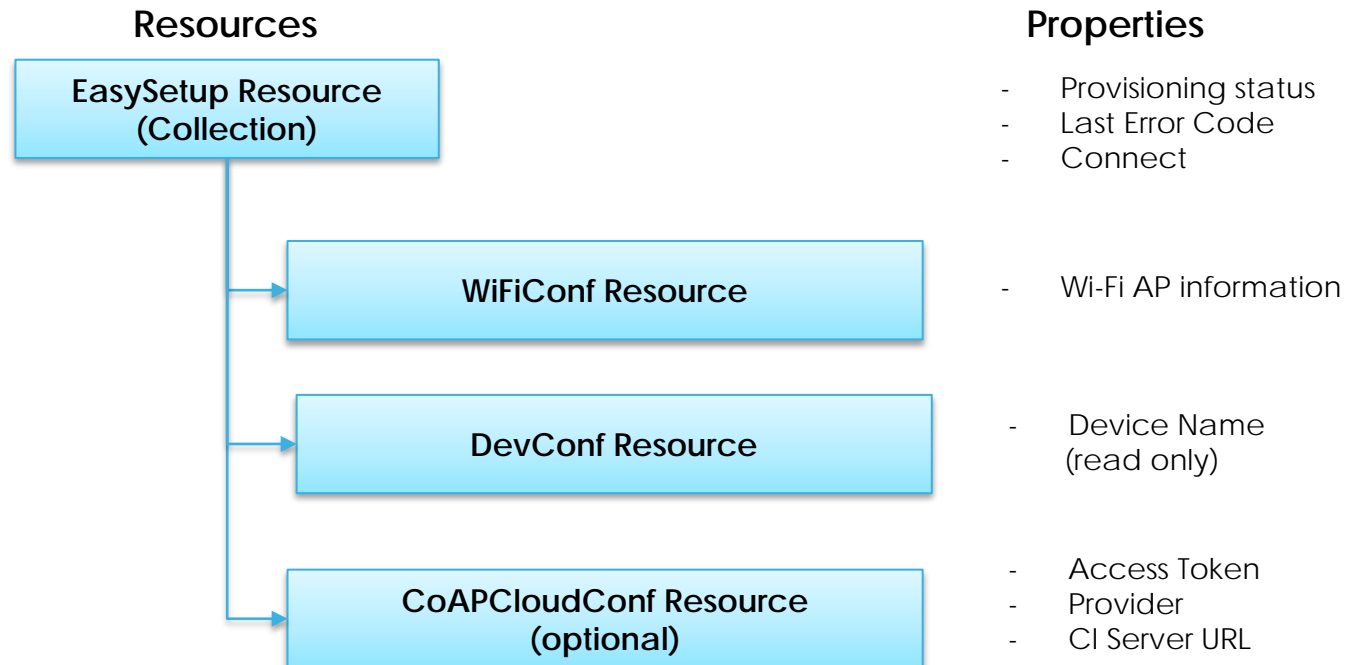 Resources
Properties
EasySetup Resource
(Collection)
- Provisioning status
- Last Error Code
- Connect
WiFiConf Resource
- Wi-Fi AP information
DevConf Resource
- Device Name
(read only)
CoAPCloudConf Resource
(optional)
- Access Token
- Provider
- CI Server URL